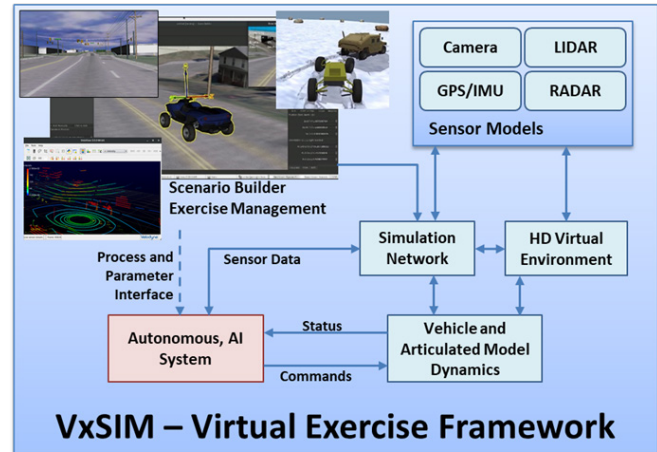 Camera
LIDAR
GPS/IMU
RADAR
Sensor Models
Scenario Builder
Exercise Management
Process and
Parameter
Interface
Sensor Data
Simulation
Network
HD Virtual
Environment
Autonomous, AI
System
Status
Commands
Vehicle and
Articulated Model
Dynamics
VxSIM – Virtual Exercise Framework